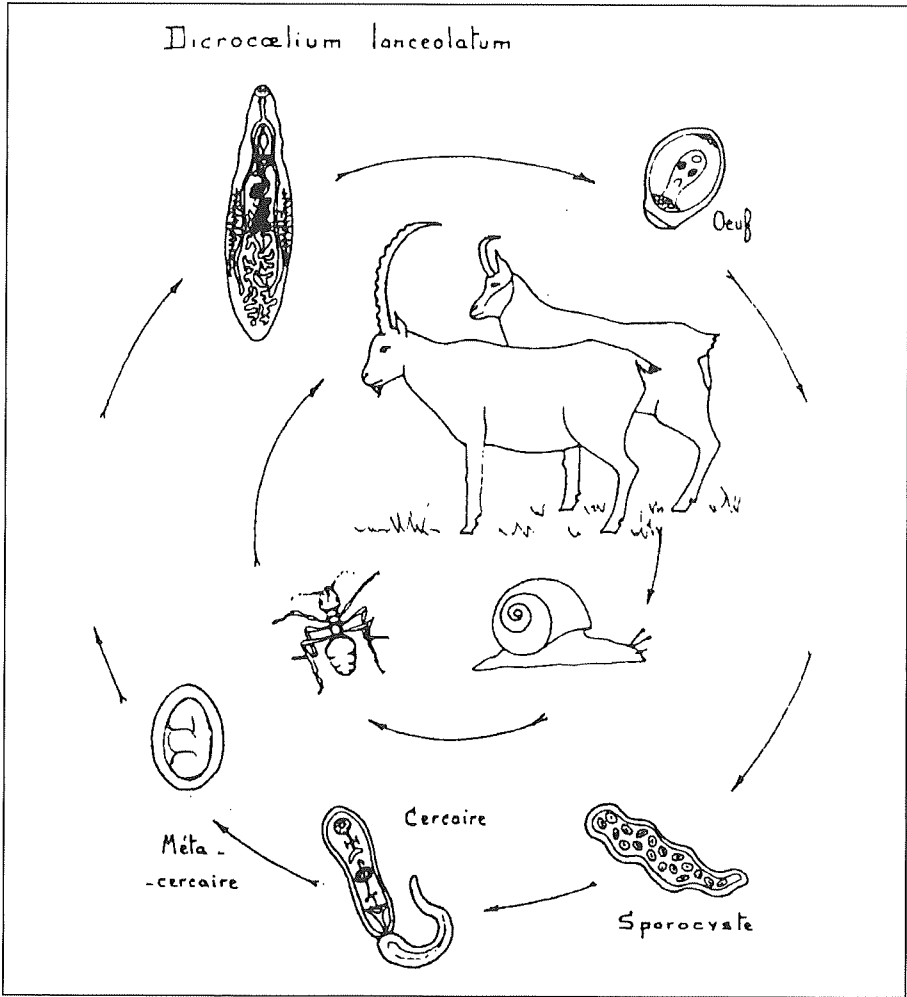 Dicrocœlium lanceolatum
Oeuf
Cercaire
Méta -
- cercaire
Sporocyste